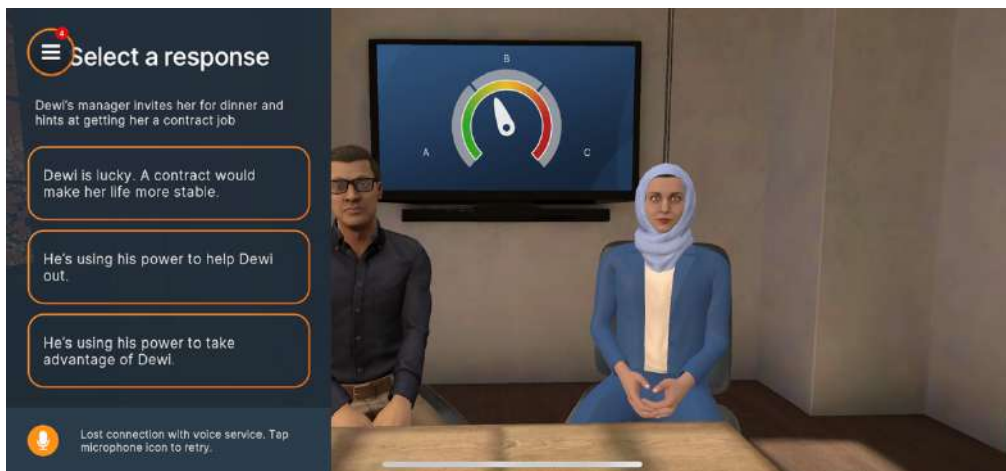 4
Select a response
Dewi's manager invites her for dinner and
hints at getting her a contract job
Dewi is lucky. A contract would
make her life more stable.
He's using his power to help Dewi
out.
He's using his power to take
advantage of Dewi.
Lost connection with voice service. Tap
microphone icon to retry.
B
A
C